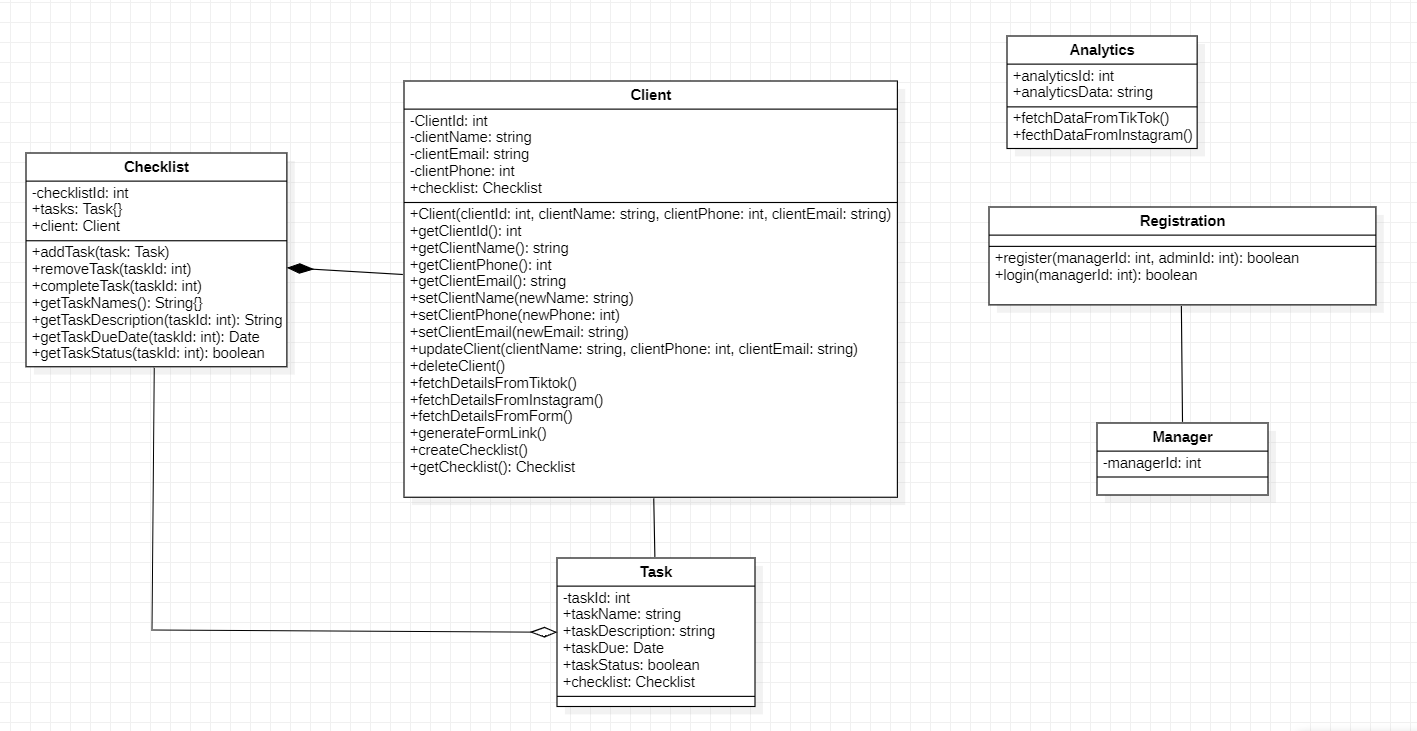 Checklist
-checklistId: int
+tasks: Task{}
+client: Client
+addTask(task: Task)
+removeTask(taskId: int)
+completeTask(taskId: int)
+getTaskNames(): String{}
+getTaskDescription(taskId: int): String
+getTaskDueDate(taskId: int): Date
+getTaskStatus(taskId: int): boolean
Client
-ClientId: int
-clientName: string
-clientEmail: string
-clientPhone: int
+checklist: Checklist
+Client(clientId: int, clientName: string, clientPhone: int, clientEmail: string)
+getClientId(): int
+getClientName(): string
+getClientPhone(): int
+getClientEmail(): string
+setClientName(newName: string)
+setClientPhone(newPhone: int)
+setClientEmail(newEmail: string)
+updateClient(clientName: string, clientPhone: int, clientEmail: string)
+deleteClient()
+fetchDetailsFromTiktok()
+fetchDetailsFromInstagram()
+fetchDetailsFromForm()
+generateFormLink()
+createChecklist()
+getChecklist(): Checklist
Task
-taskId: int
+taskName: string
+taskDescription: string
+taskDue: Date
+taskStatus: boolean
+checklist: Checklist
Analytics
+analyticsId: int
+analyticsData: string
+fetchDataFromTikTok()
+fecthDataFromInstagram()
Registration
+register(managerId: int, adminId: int): boolean
+login(managerId: int): boolean
Manager
-managerId: int